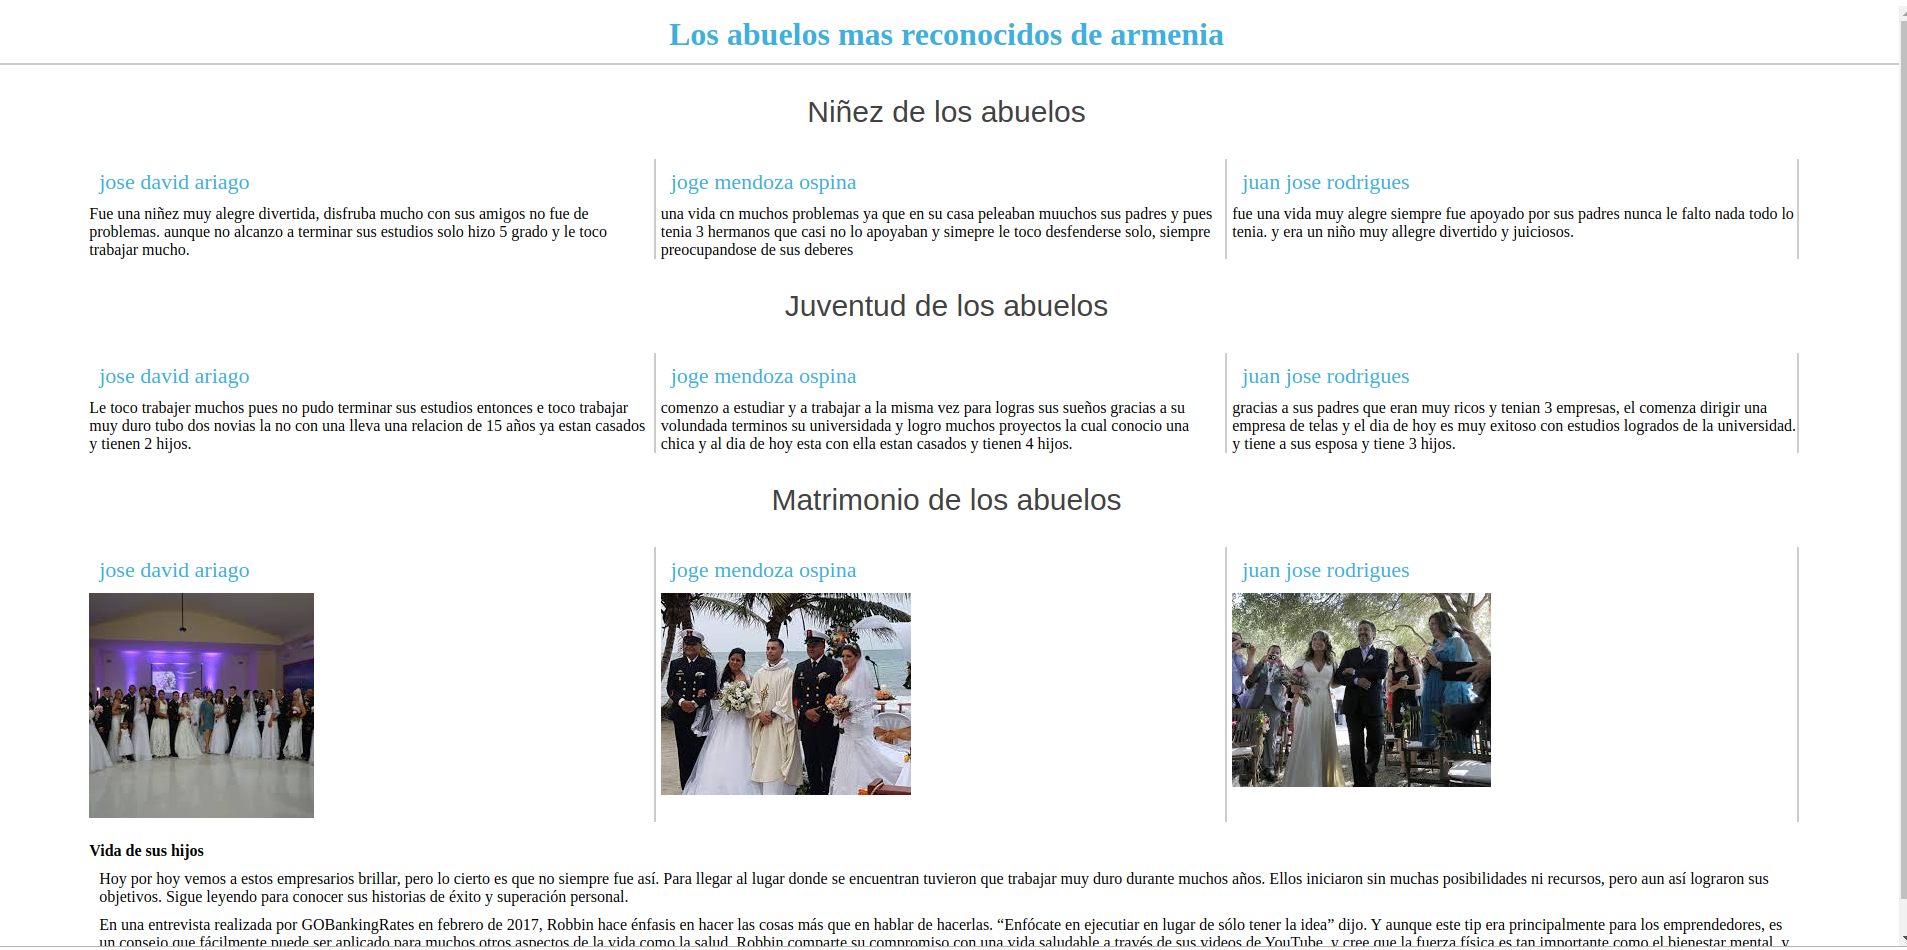 Los abuelos mas reconocidos de armenia
Niñez de los abuelos
jose david ariago
Fue una niñez muy alegre divertida, disfruba mucho con sus amigos no fue de
problemas. aunque no alcanzo a terminar sus estudios solo hizo 5 grado y le toco
trabajar mucho.
joge mendoza ospina
una vida cn muchos problemas ya que en su casa peleaban muuchos sus padres y pues
tenia 3 hermanos que casi no lo apoyaban y simepre le toco desfenderse solo, siempre
preocupandose de sus deberes
juan jose rodrigues
fue una vida muy alegre siempre fue apoyado por sus padres nunca le falto nada todo lo
tenia. y era un niño muy allegre divertido y juiciosos.
Juventud de los abuelos
jose david ariago
Le toco trabajer muchos pues no pudo terminar sus estudios entonces e toco trabajar
muy duro tubo dos novias la no con una lleva una relacion de 15 años ya estan casados
y tienen 2 hijos.
joge mendoza ospina
comenzo a estudiar y a trabajar a la misma vez para logras sus sueños gracias a su
volundada terminos su universidada y logro muchos proyectos la cual conocio una
chica y al dia de hoy esta con ella estan casados y tienen 4 hijos.
juan jose rodrigues
gracias a sus padres que eran muy ricos y tenian 3 empresas, el comenza dirigir una
empresa de telas y el dia de hoy es muy exitoso con estudios logrados de la universidad.
y tiene a sus esposa y tiene 3 hijos.
Matrimonio de los abuelos
jose david ariago
joge mendoza ospina
juan jose rodrigues
Vida de sus hijos
Hoy por hoy vemos a estos empresarios brillar, pero lo cierto es que no siempre fue así. Para llegar al lugar donde se encuentran tuvieron que trabajar muy duro durante muchos años. Ellos iniciaron sin muchas posibilidades ni recursos, pero aun así lograron sus
objetivos. Sigue leyendo para conocer sus historias de éxito y superación personal.
En una entrevista realizada por GOBankingRates en febrero de 2017, Robbin hace énfasis en hacer las cosas más que en hablar de hacerlas. “Enfócate en ejecutiar en lugar de sólo tener la idea” dijo. Y aunque este tip era principalmente para los emprendedores, es
un consejo que fácilmente puede ser aplicado para muchos otros aspectos de la vida como la salud. Robbin comparte su compromiso con una vida saludable a través de sus videos de YouTube, y cree que la fuerza física es tan importante como el bienestar mental, y